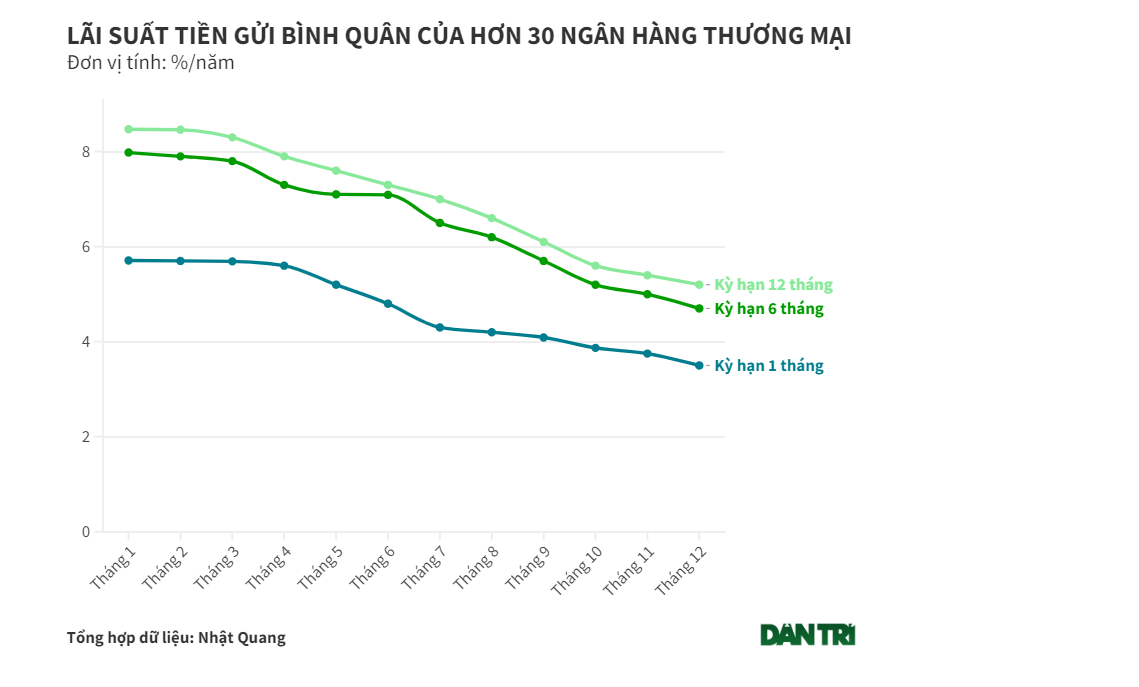 LÃI SUẤT TIỀN GỬI BÌNH QUÂN CỦA HƠN 30 NGÂN HÀNG THƯƠNG MẠI
Đơn vị tính: %/năm
8
6
4
2
0
Kỳ hạn 12 tháng
Kỳ hạn 6 tháng
Kỳ hạn 1 tháng
Tháng 1
Tháng 2
Tháng 3
Tháng 4
Tháng 5
Tháng 6
Tháng 7
Tháng 8
Tháng 9
Tháng 10
Tháng 11
Tháng 12
Tổng hợp dữ liệu: Nhật Quang
DÂN TRÍ